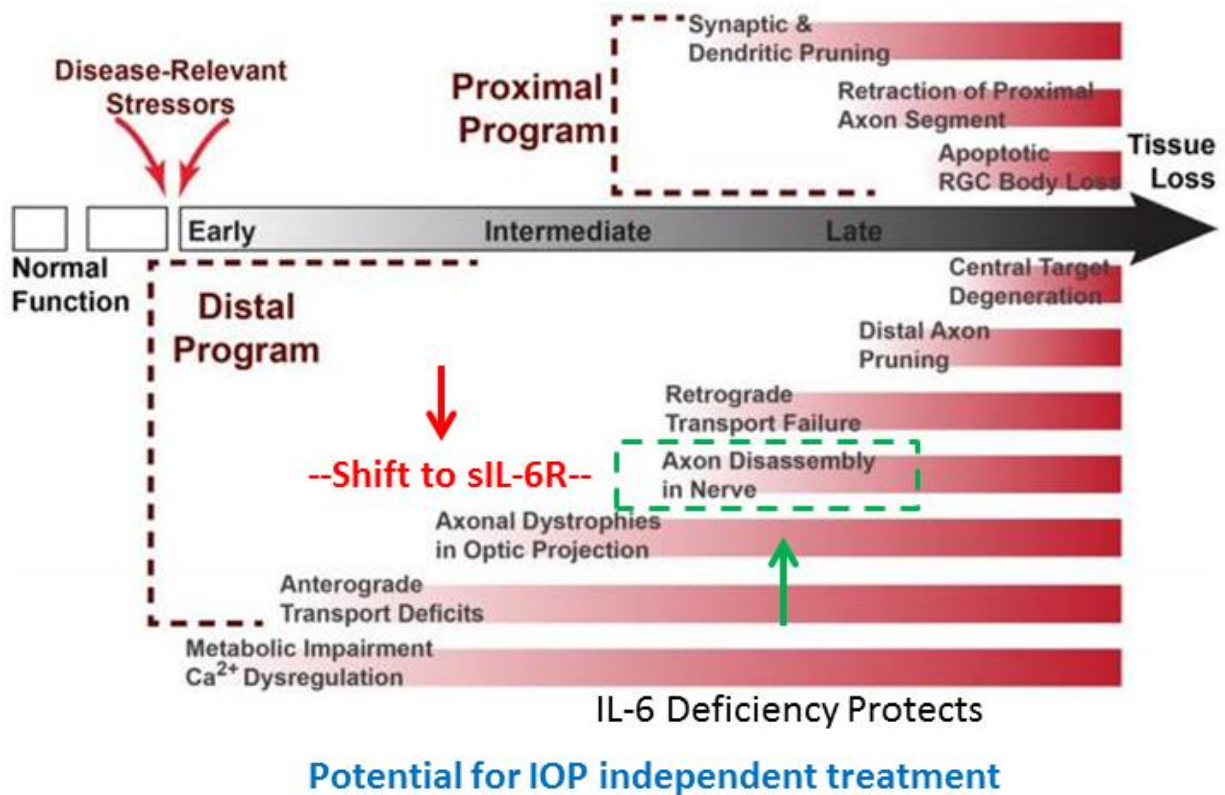 Synaptic &
Dendritic Pruning
Disease-Relevant
Stressors
Proximal
Program
Retraction of Proximal
Axon Segment
Apoptotic
RGC Body Loss
Tissue
Loss
Early
Intermediate
Late
Normal
Function
Central Target
Degeneration
Distal
Program
Distal Axon
Pruning
Retrograde
Transport Failure
--Shift to sIL-6R--
Axon Disassembly
in Nerve
Axonal Dystrophies
in Optic Projection
Anterograde
Transport Deficits
Metabolic Impairment
Ca²⁺ Dysregulation
IL-6 Deficiency Protects
Potential for IOP independent treatment